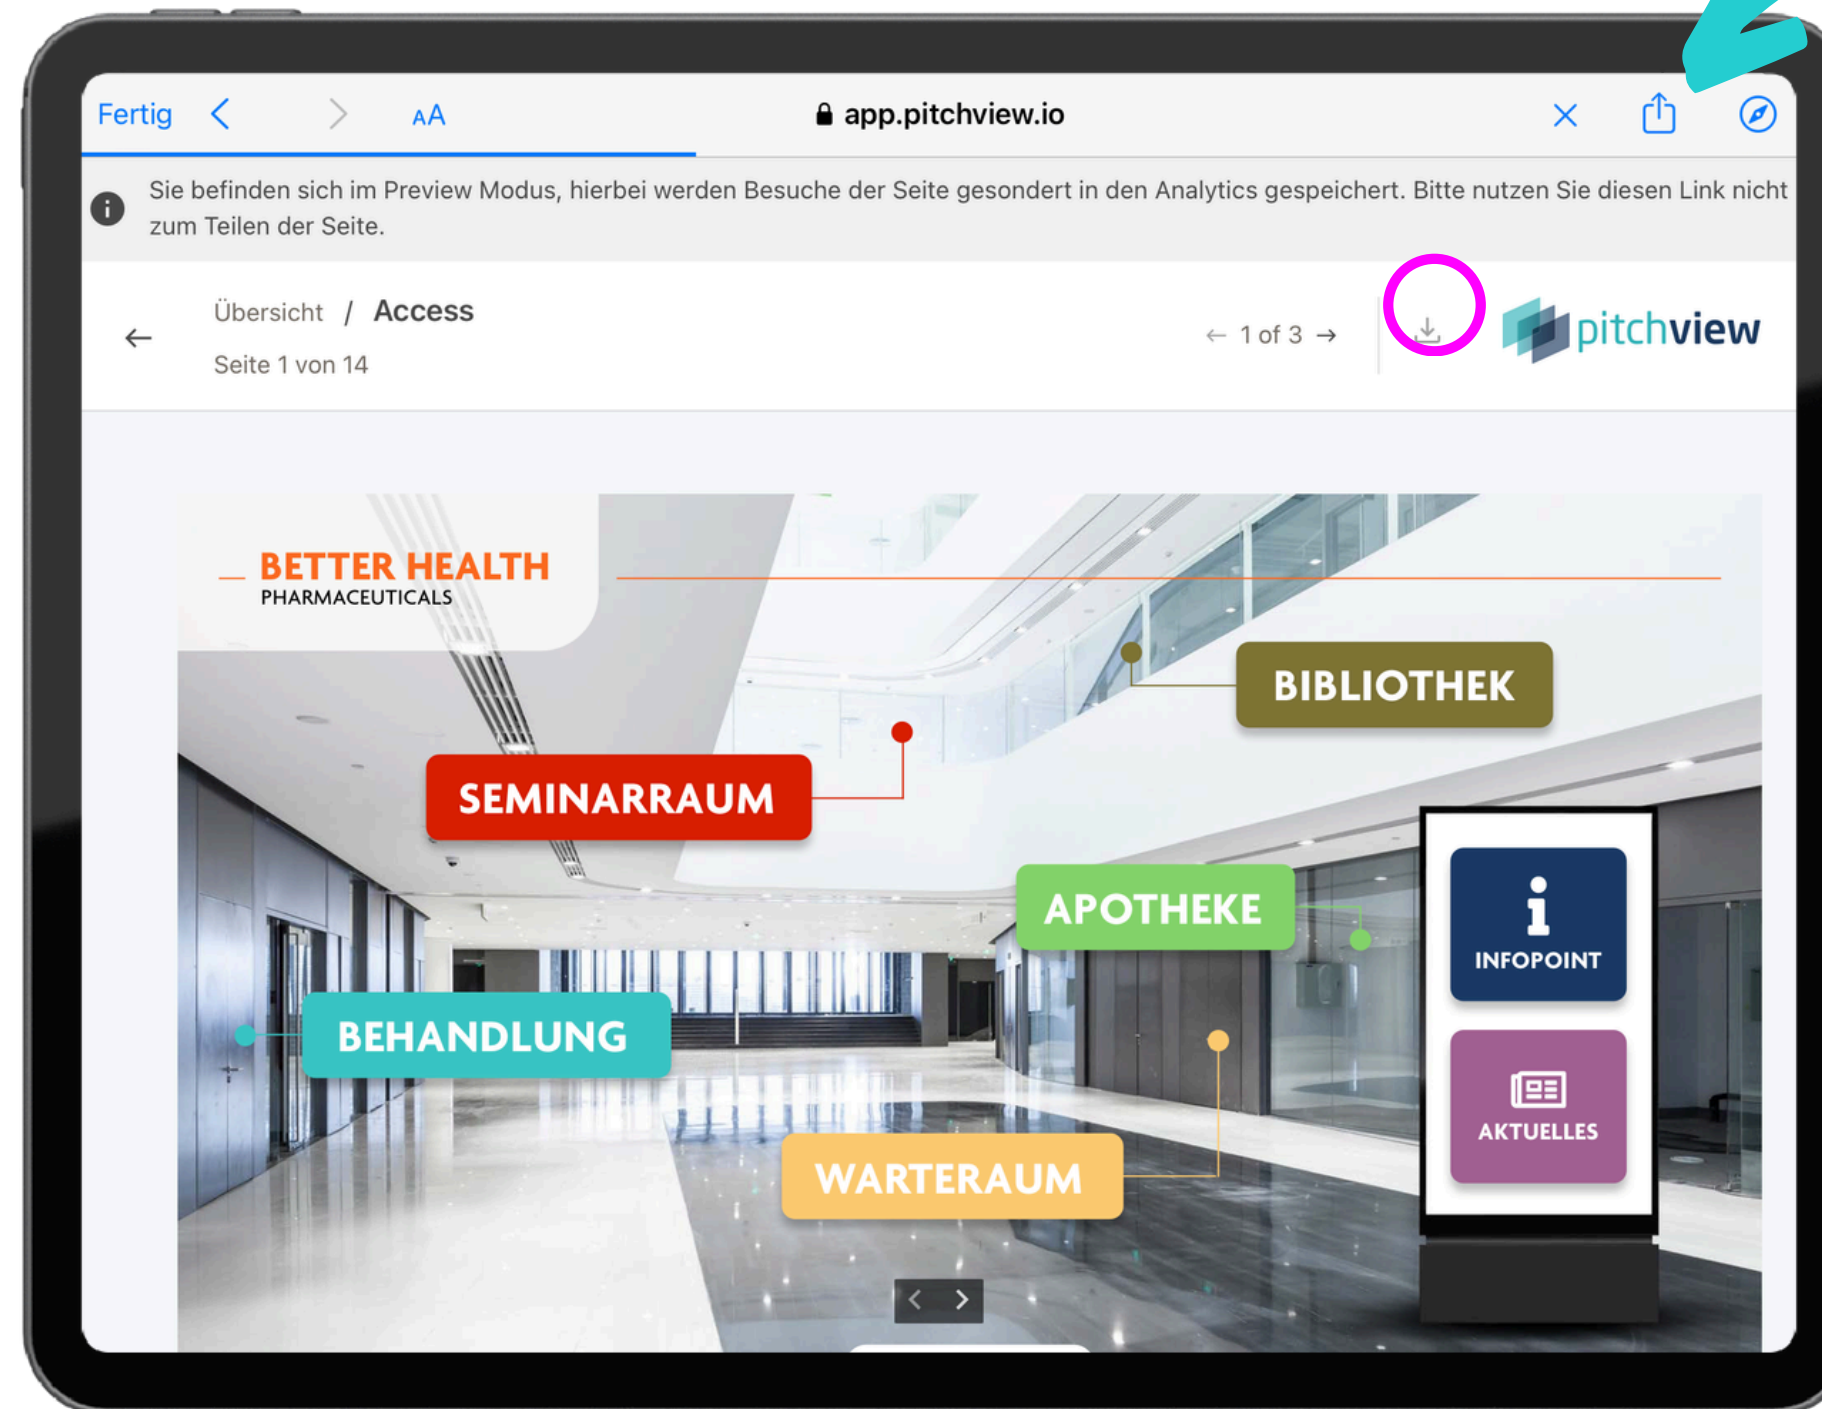 Fertig
AA
app.pitchview.io
Sie befinden sich im Preview Modus, hierbei werden Besuche der Seite gesondert in den Analytics gespeichert. Bitte nutzen Sie diesen Link nicht
zum Teilen der Seite.
Übersicht / Access
Seite 1 von 14
← 1 of 3 →
pitchview
BETTER HEALTH
PHARMACEUTICALS
BIBLIOTHEK
SEMINARRAUM
APOTHEKE
INFOPOINT
BEHANDLUNG
AKTUELLES
WARTERAUM